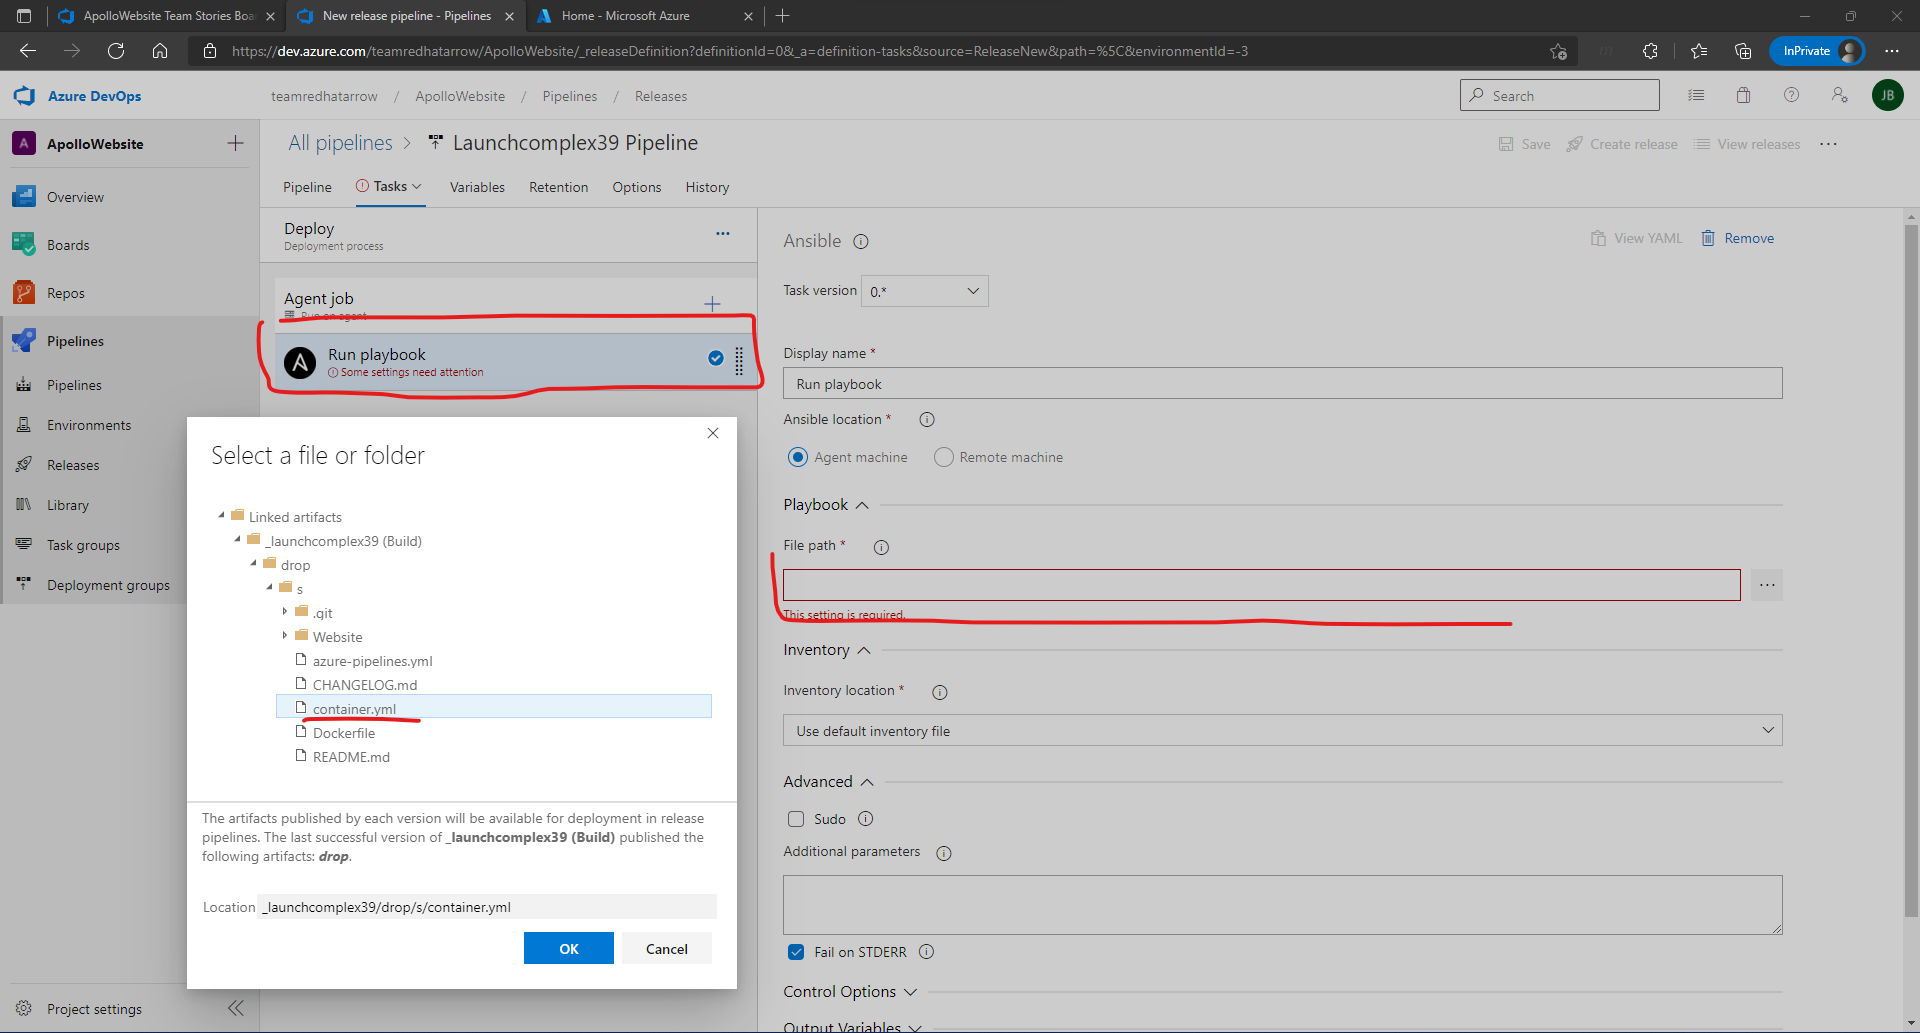 ApolloWebsite Team Stories Boa
New release pipeline - Pipelines
Home - Microsoft Azure
https://dev.azure.com/teamredhatarrow/ApolloWebsite/_releaseDefinition?definitionId=0&_a=definition-tasks&source=ReleaseNew&path=%5C&environmentId=-3
InPrivate
Azure DevOps
teamredhatarrow / ApolloWebsite / Pipelines / Releases
Search
JB
A ApolloWebsite
All pipelines > Launchcomplex39 Pipeline
Save Create release View releases
Pipeline Tasks Variables Retention Options History
Overview
Boards
Repos
Pipelines
Pipelines
Environments
Releases
Library
Task groups
Deployment groups
Project settings
Deploy
Deployment process
Agent job
Run on agent
Run playbook
Some settings need attention
Ansible
View YAML Remove
Task version 0.*
Display name *
Run playbook
Ansible location *
Agent machine Remote machine
Playbook
File path *
This setting is required.
Inventory
Inventory location *
Use default inventory file
Advanced
Sudo
Additional parameters
Fail on STDERR
Control Options
Output Variables
Select a file or folder
Linked artifacts
_launchcomplex39 (Build)
drop
s
.git
Website
azure-pipelines.yml
CHANGELOG.md
container.yml
Dockerfile
README.md
The artifacts published by each version will be available for deployment in release
pipelines. The last successful version of _launchcomplex39 (Build) published the
following artifacts: drop.
Location _launchcomplex39/drop/s/container.yml
OK Cancel